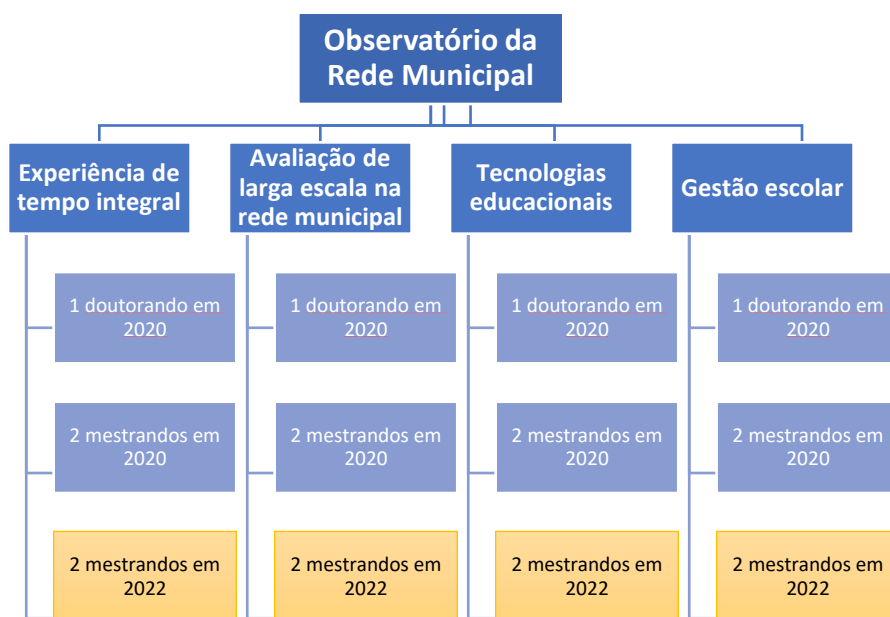 Observatório da
Rede Municipal
Experiência de
tempo integral
Avaliação de
larga escala na
rede municipal
Tecnologias
educacionais
Gestão escolar
1 doutorando em
2020
1 doutorando em
2020
1 doutorando em
2020
1 doutorando em
2020
2 mestrandos em
2020
2 mestrandos em
2020
2 mestrandos em
2020
2 mestrandos em
2020
2 mestrandos em
2022
2 mestrandos em
2022
2 mestrandos em
2022
2 mestrandos em
2022